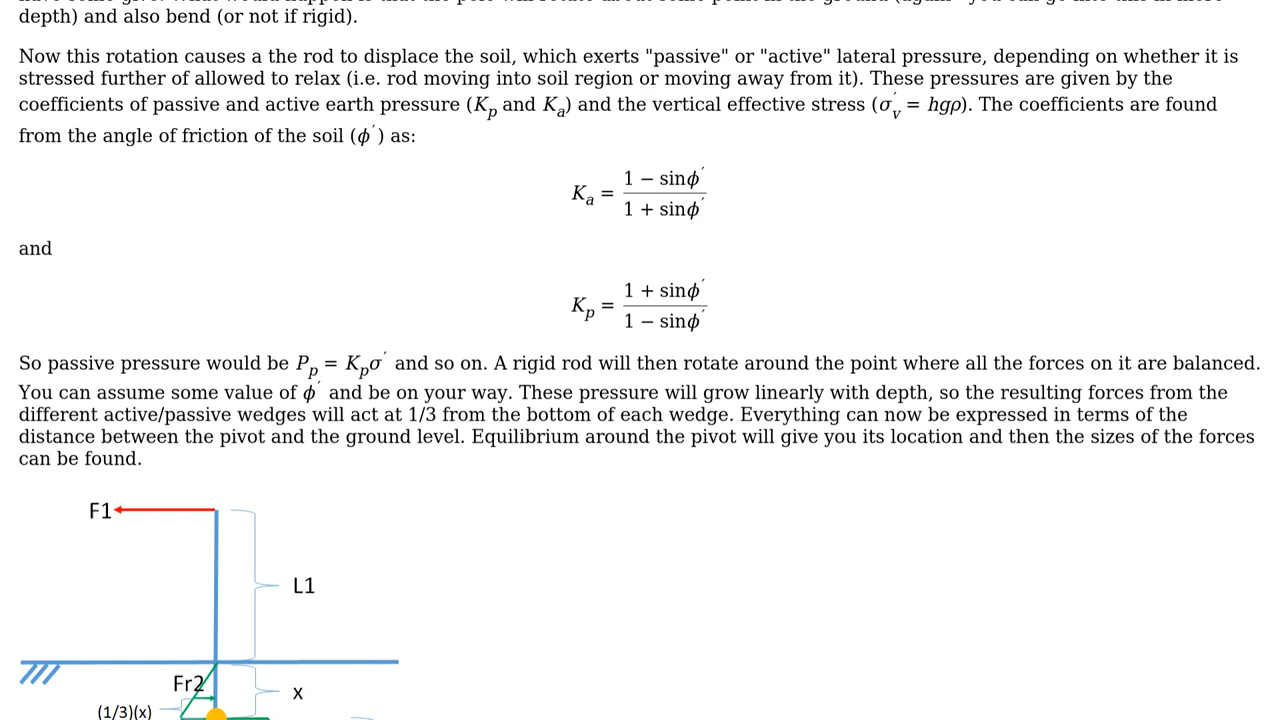 depth) and also bend (or not if rigid).
Now this rotation causes a the rod to displace the soil, which exerts "passive" or "active" lateral pressure, depending on whether it is
stressed further of allowed to relax (i.e. rod moving into soil region or moving away from it). These pressures are given by the
coefficients of passive and active earth pressure (Kp and Ka) and the vertical effective stress (σ′v = hgρ). The coefficients are found
from the angle of friction of the soil (ϕ′) as:
Ka = (1 − sinϕ′) / (1 + sinϕ′)
and
Kp = (1 + sinϕ′) / (1 − sinϕ′)
So passive pressure would be Pp = Kpσ′ and so on. A rigid rod will then rotate around the point where all the forces on it are balanced.
You can assume some value of ϕ′ and be on your way. These pressure will grow linearly with depth, so the resulting forces from the
different active/passive wedges will act at 1/3 from the bottom of each wedge. Everything can now be expressed in terms of the
distance between the pivot and the ground level. Equilibrium around the pivot will give you its location and then the sizes of the forces
can be found.
F1
L1
Fr2
x
(1/3)(x)